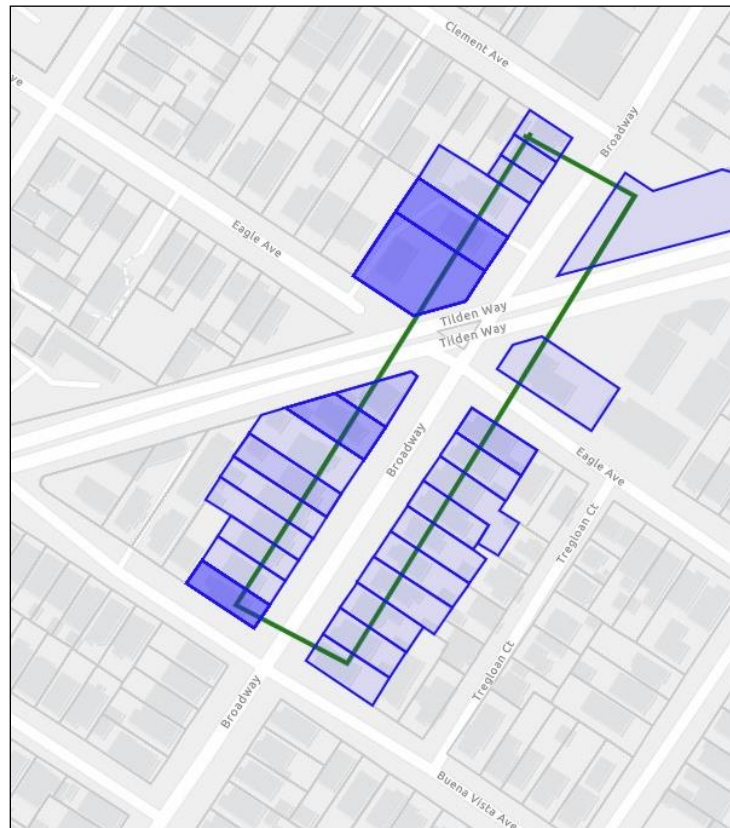 Clement Ave
Broadway
ve
Eagle Ave
Tilden Way
Tilden Way
Broadway
Eagle Ave
Tregloan Ct
Tregloan Ct
Broadway
Buena Vista Ave